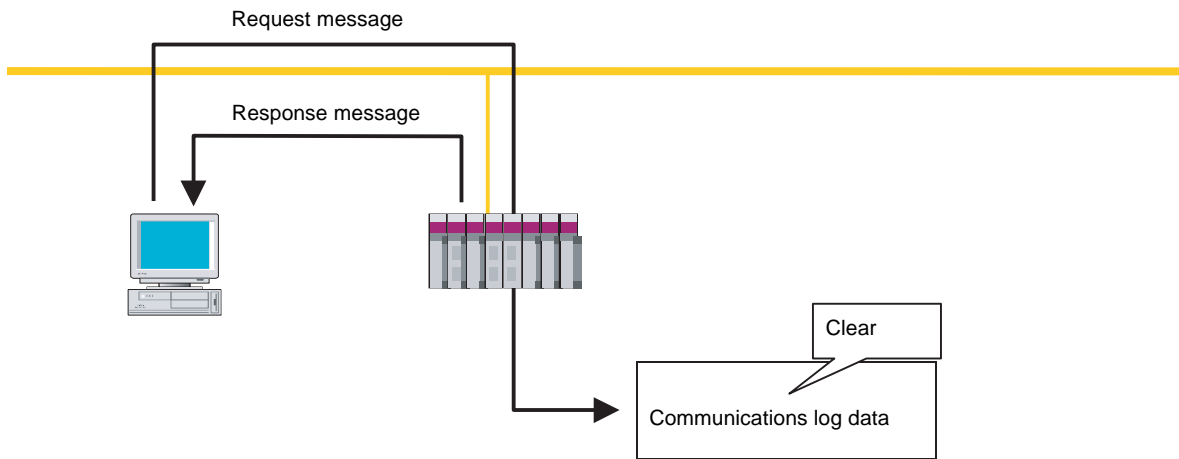 Request message
Response message
Clear
Communications log data